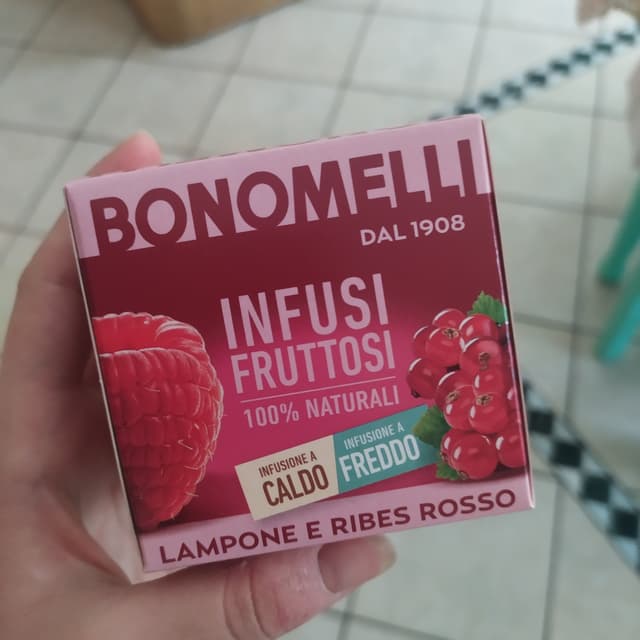 BONOMELLI
DAL 1908
INFUSI
FRUTTOSI
100% NATURALI
INFUSIONE A
CALDO
INFUSIONE A
FREDDO
LAMPONE E RIBES ROSSO